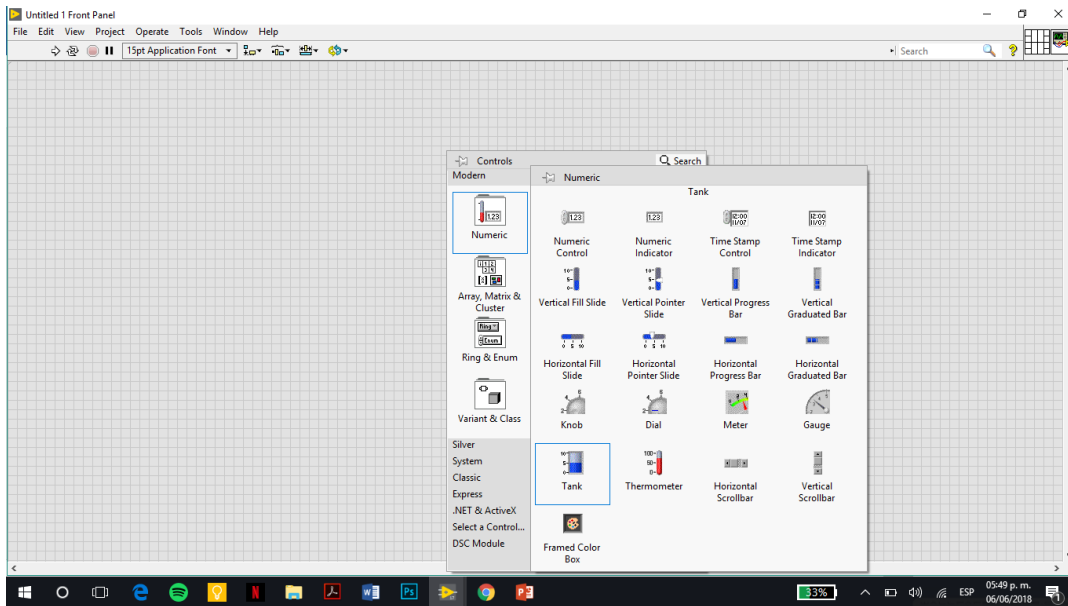 Untitled 1 Front Panel
File Edit View Project Operate Tools Window Help
15pt Application Font
Search
Controls
Search
Modern
Numeric
Array, Matrix &
Cluster
Ring & Enum
Variant & Class
Silver
System
Classic
Express
.NET & ActiveX
Select a Control...
DSC Module
Numeric
Tank
Numeric
Control
Numeric
Indicator
Time Stamp
Control
Time Stamp
Indicator
Vertical Fill Slide
Vertical Pointer
Slide
Vertical Progress
Bar
Vertical
Graduated Bar
Horizontal Fill
Slide
Horizontal
Pointer Slide
Horizontal
Progress Bar
Horizontal
Graduated Bar
Knob
Dial
Meter
Gauge
Tank
Thermometer
Horizontal
Scrollbar
Vertical
Scrollbar
Framed Color
Box
33%
ESP
05:49 p. m.
06/06/2018